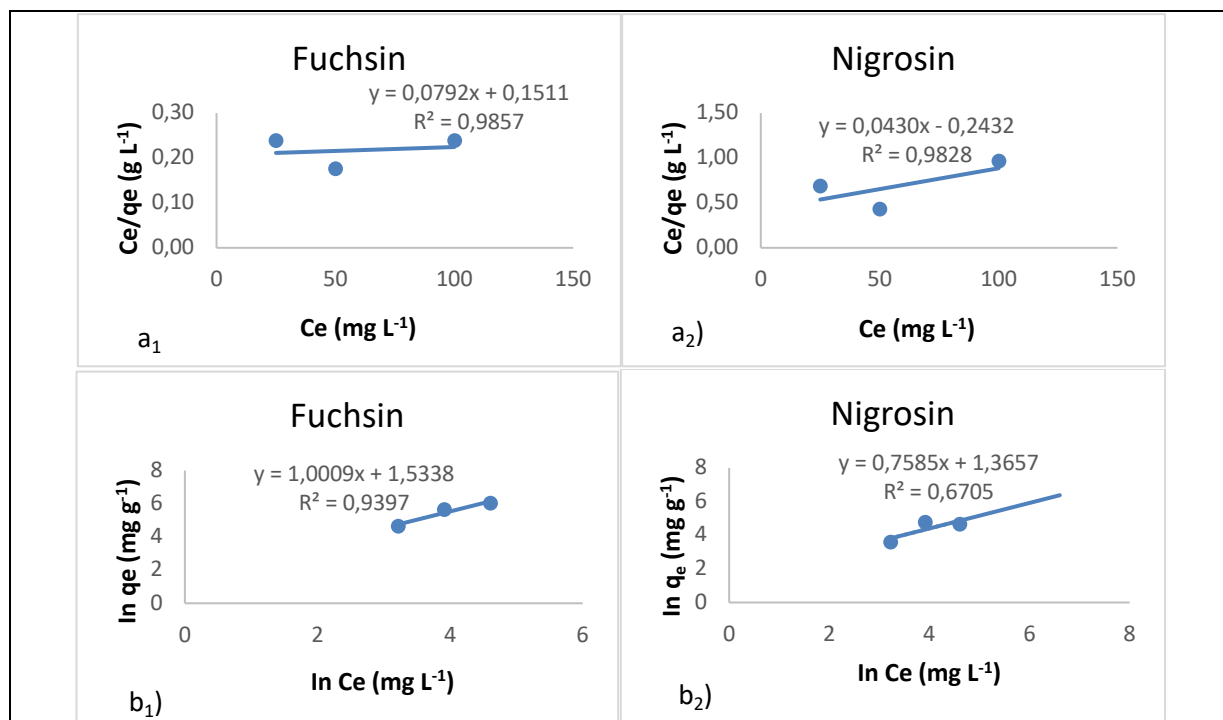 Fuchsin
y = 0,0792x + 0,1511
R² = 0,9857
0,30
0,20
0,10
0,00
0 50 100 150
Ce/qe (g L⁻¹)
Ce (mg L⁻¹)
a₁
Nigrosin
y = 0,0430x - 0,2432
R² = 0,9828
1,50
1,00
0,50
0,00
0 50 100 150
Ce/qe (g L⁻¹)
Ce (mg L⁻¹)
a₂)
Fuchsin
y = 1,0009x + 1,5338
R² = 0,9397
8
6
4
2
0
0 2 4 6
In qe (mg g⁻¹)
In Ce (mg L⁻¹)
b₁)
Nigrosin
y = 0,7585x + 1,3657
R² = 0,6705
8
6
4
2
0
0 2 4 6 8
In qₑ (mg g⁻¹)
In Ce (mg L⁻¹)
b₂)